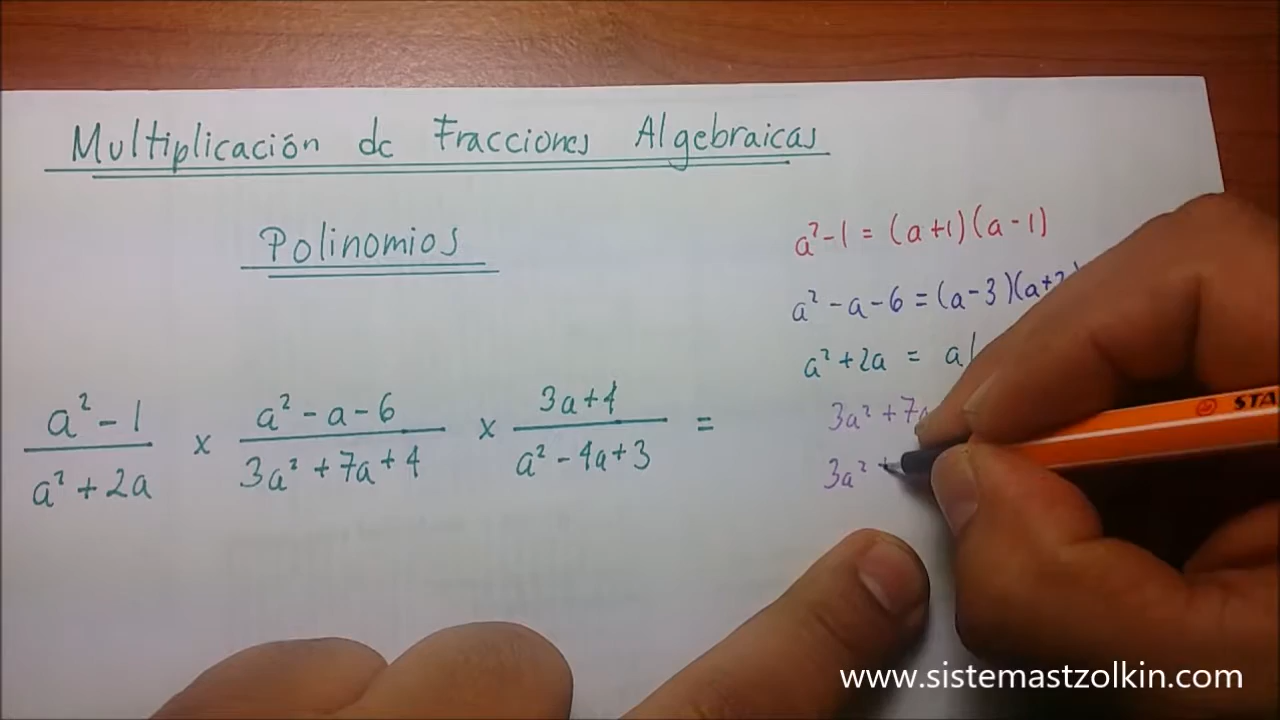 Multiplicación de Fracciones Algebraicas
Polinomios
a² - 1 = (a + 1)(a - 1)
a² - a - 6 = (a - 3)(a + 2)
a² + 2a = a(
3a² + 7a
3a² +
a² - 1 / a² + 2a x a² - a - 6 / 3a² + 7a + 4 x 3a + 4 / a² - 4a + 3 =
STA
www.sistemastzolkin.com